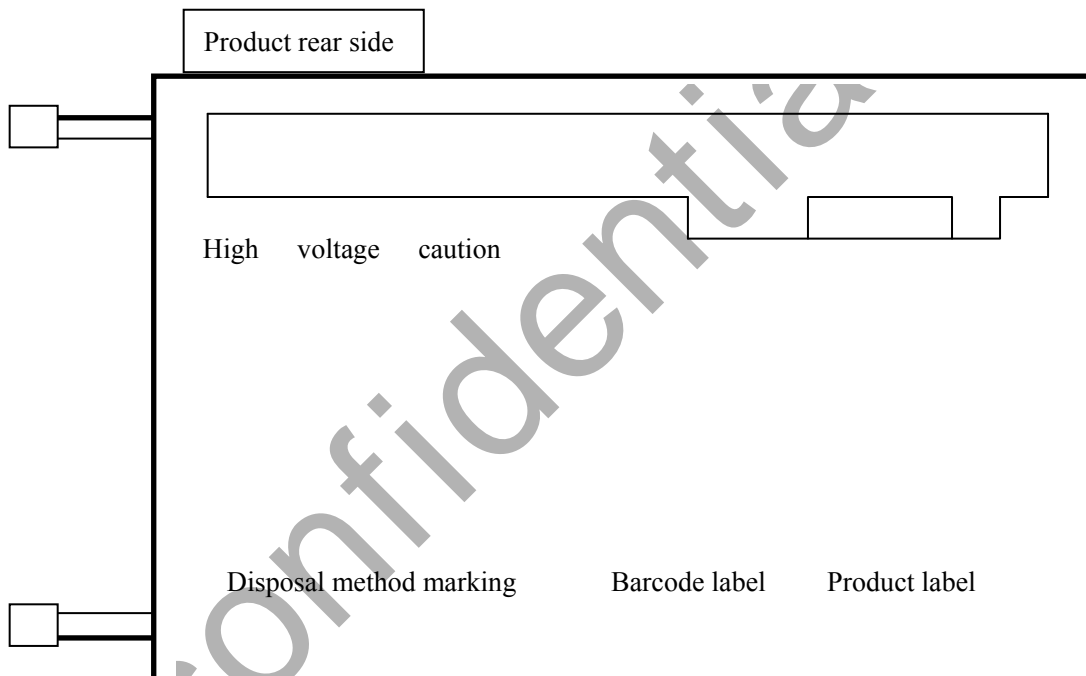 Product rear side
High voltage caution
Disposal method marking Barcode label Product label
Confidential